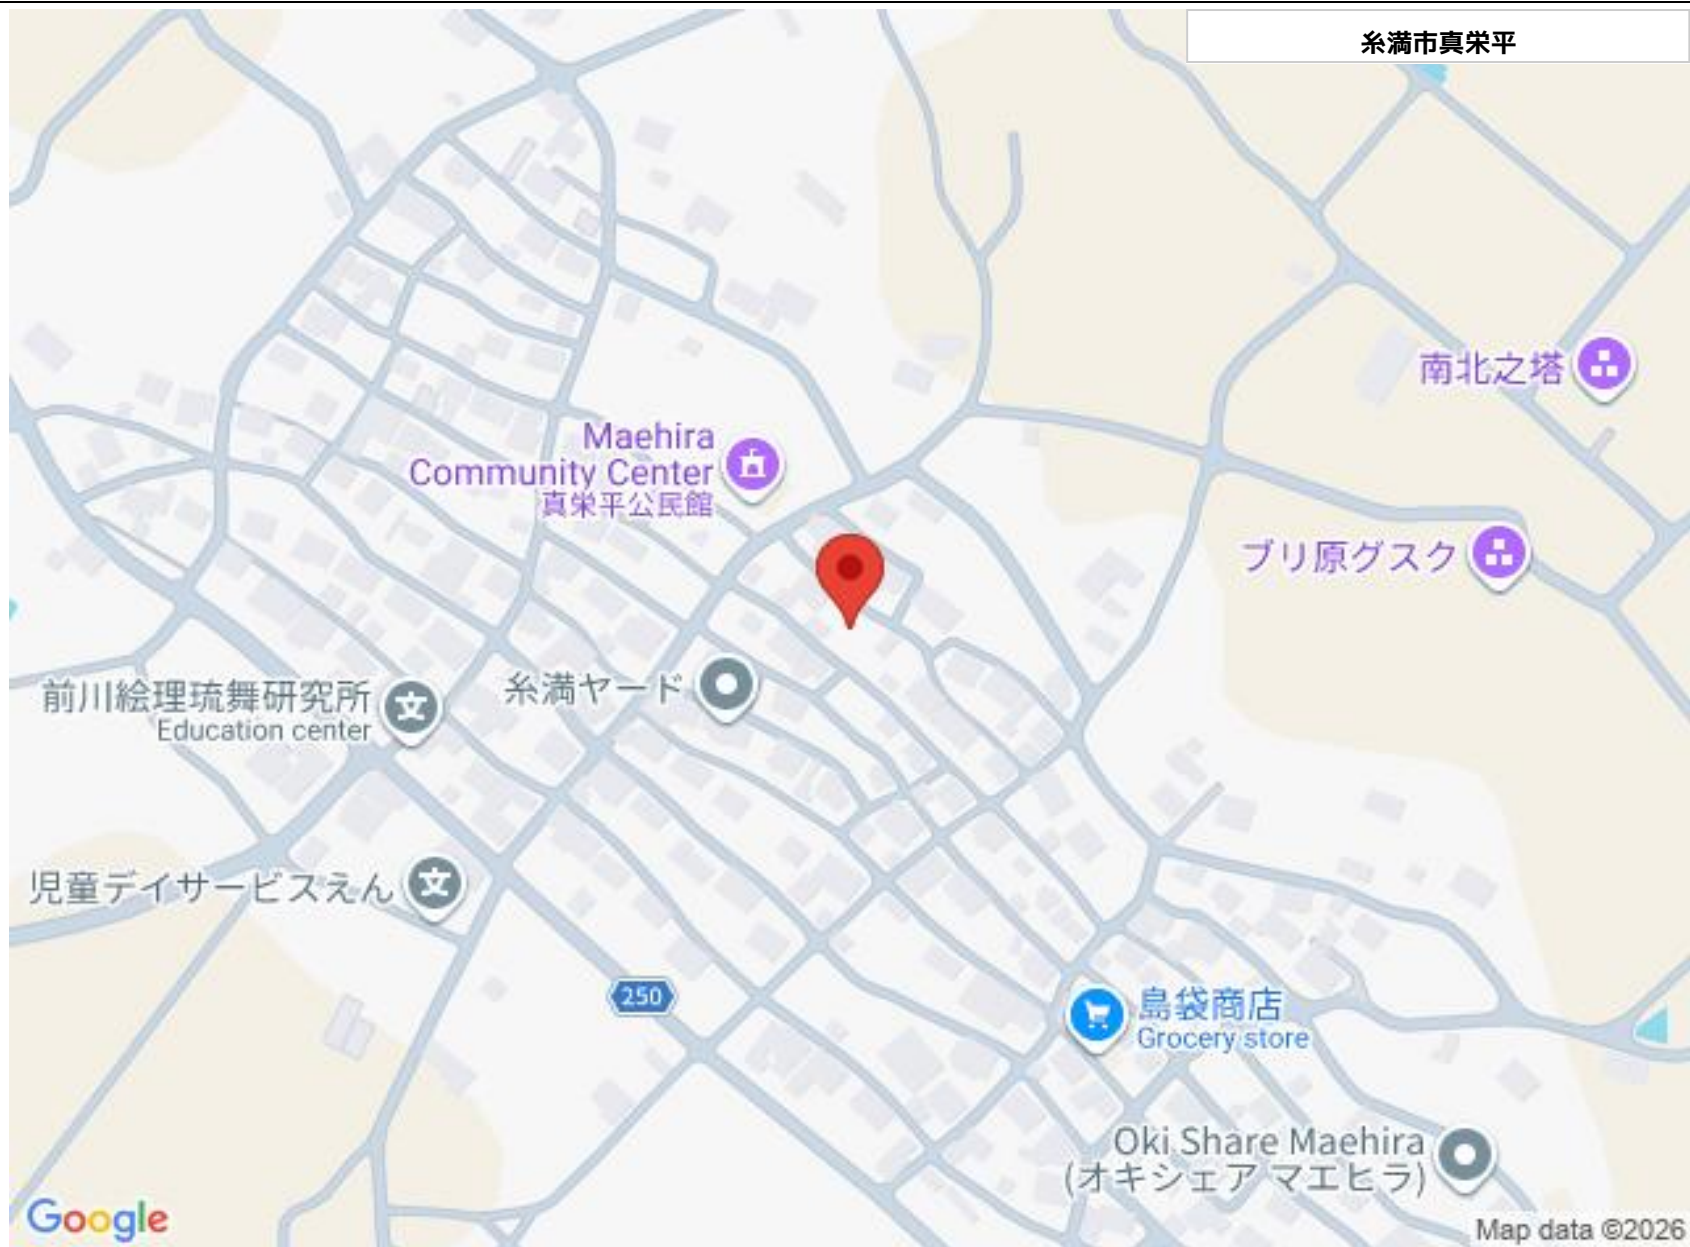 糸満市真栄平
南北之塔
Maehira
Community Center
真栄平公民館
ブリ原グスク
糸満ヤード
前川絵理琉舞研究所
Education center
児童デイサービスえん
250
島袋商店
Grocery store
Oki Share Maehira
(オキシェア マエヒラ)
Google
Map data ©2026